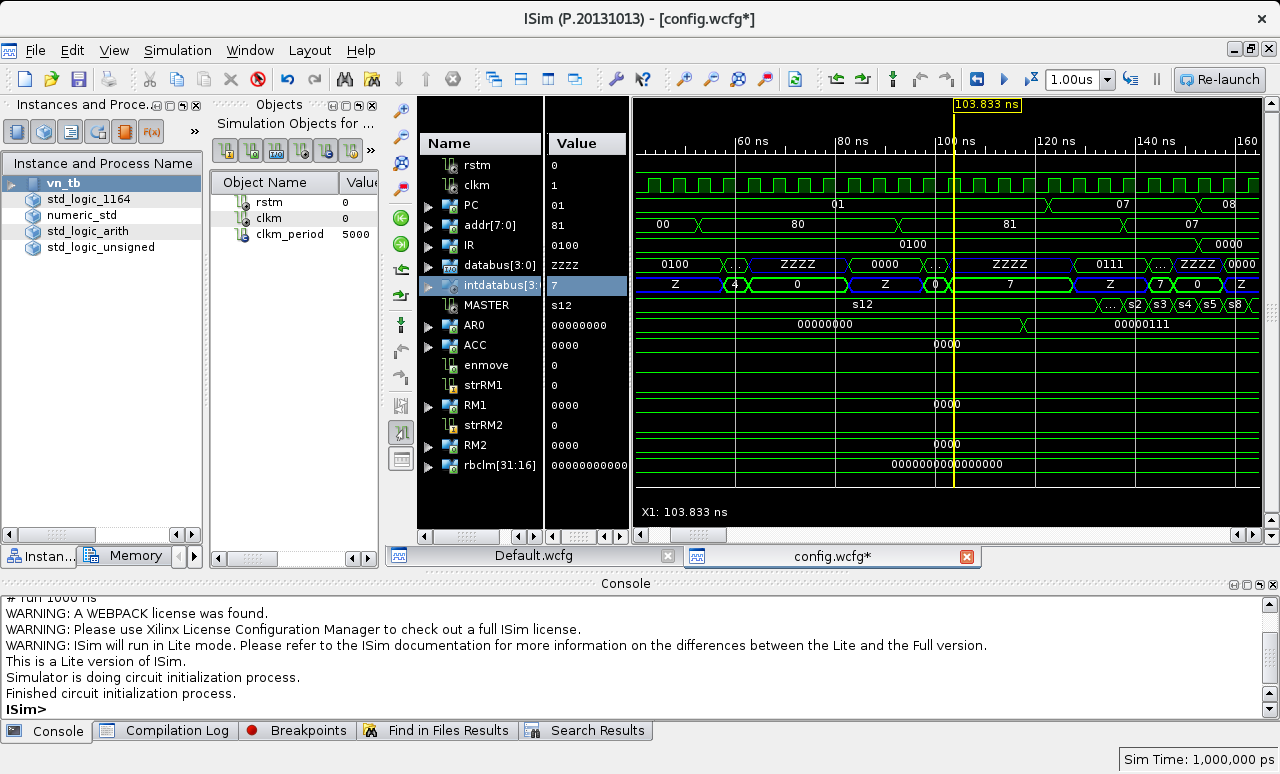 ISim (P.20131013) - [config.wcfg*]
File Edit View Simulation Window Layout Help
1.00us
Re-launch
Instances and Proce...
Instance and Process Name
vn_tb
std_logic_1164
numeric_std
std_logic_arith
std_logic_unsigned
Instan...
Memory
Objects
Simulation Objects for ...
Object Name Value
rstm 0
clkm 0
clkm_period 5000
Name Value
rstm 0
clkm 1
PC 01
addr[7:0] 81
IR 0100
databus[3:0] ZZZZ
intdatabus[3: 7
MASTER s12
AR0 00000000
ACC 0000
enmove 0
strRM1 0
RM1 0000
strRM2 0
RM2 0000
rbclm[31:16] 00000000000
103.833 ns
60 ns 80 ns 100 ns 120 ns 140 ns 160
01 07 08
00 80 81 07
0100 0000
0100 ... ZZZZ 0000 ... ZZZZ 0111 ... ZZZZ 0000
Z 4 0 Z 0 7 Z 7 0 Z
s12 ... s2 s3 s4 s5 s8
00000000 00000111
0000
0000
0000
0000000000000000
X1: 103.833 ns
Default.wcfg
config.wcfg*
Console
# run 1000 ns
WARNING: A WEBPACK license was found.
WARNING: Please use Xilinx License Configuration Manager to check out a full ISim license.
WARNING: ISim will run in Lite mode. Please refer to the ISim documentation for more information on the differences between the Lite and the Full version.
This is a Lite version of ISim.
Simulator is doing circuit initialization process.
Finished circuit initialization process.
ISim>
Console
Compilation Log
Breakpoints
Find in Files Results
Search Results
Sim Time: 1,000,000 ps